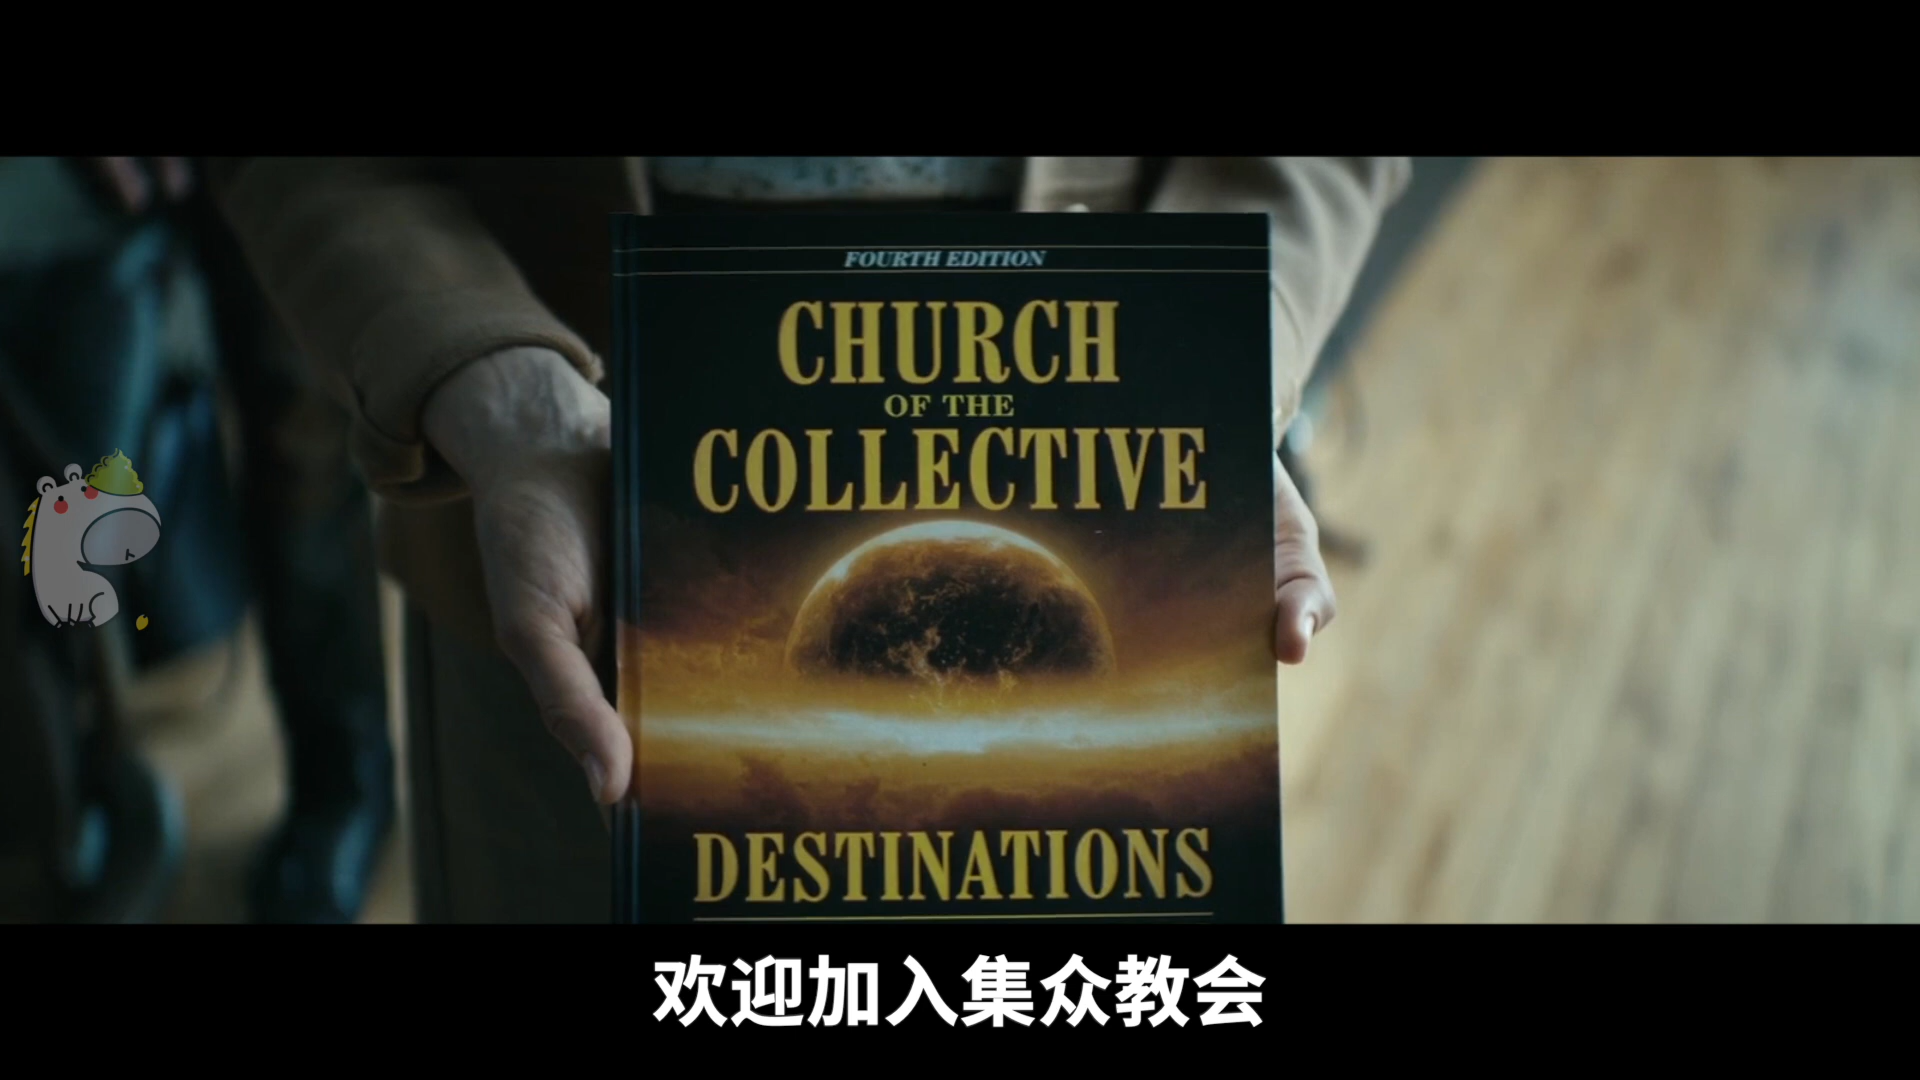 FOURTH EDITION
CHURCH
OF THE
COLLECTIVE
DESTINATIONS
欢迎加入集众教会